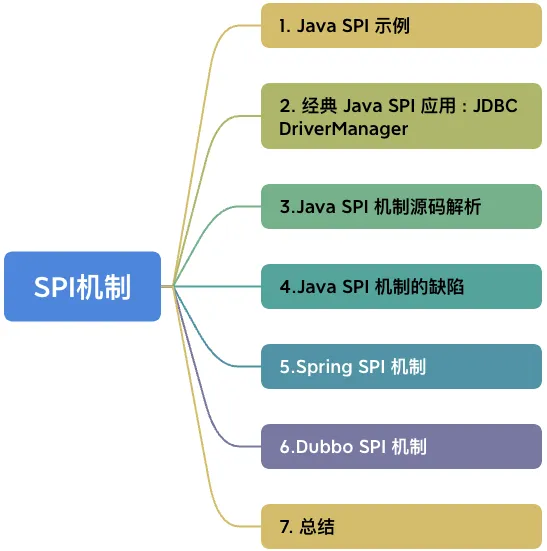 SPI机制
1. Java SPI 示例
2. 经典 Java SPI 应用 : JDBC
DriverManager
3.Java SPI 机制源码解析
4.Java SPI 机制的缺陷
5.Spring SPI 机制
6.Dubbo SPI 机制
7. 总结